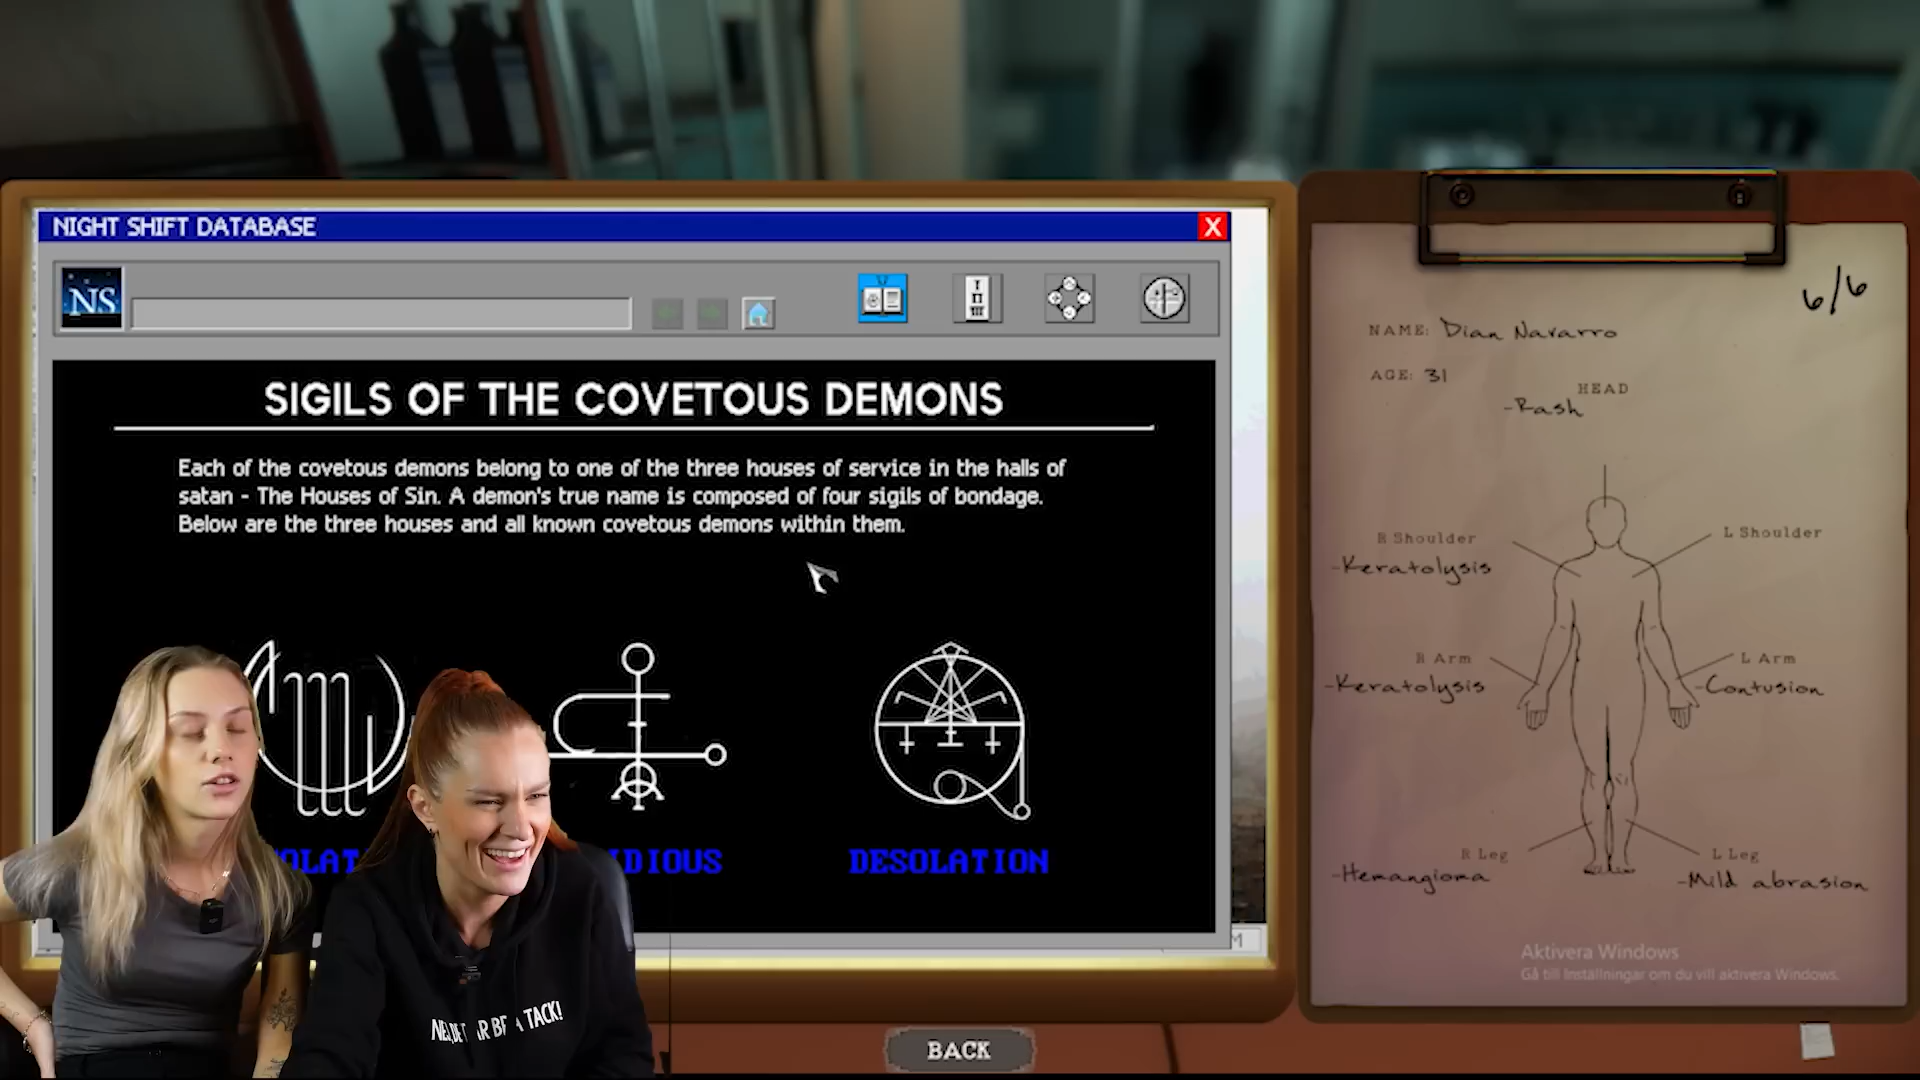 NIGHT SHIFT DATABASE
X
NS
SIGILS OF THE COVETOUS DEMONS
Each of the covetous demons belong to one of the three houses of service in the halls of
satan - The Houses of Sin. A demon's true name is composed of four sigils of bondage.
Below are the three houses and all known covetous demons within them.
DESOLATION
BACK
6/6
NAME: Dian Navarro
AGE: 31
HEAD
-Rash
R Shoulder
-Keratolysis
L Shoulder
R Arm
-Keratolysis
L Arm
-Contusion
R Leg
-Hemangioma
L Leg
-Mild abrasion
Aktivera Windows
Gå till Inställningar om du vill aktivera Windows.
TACK!